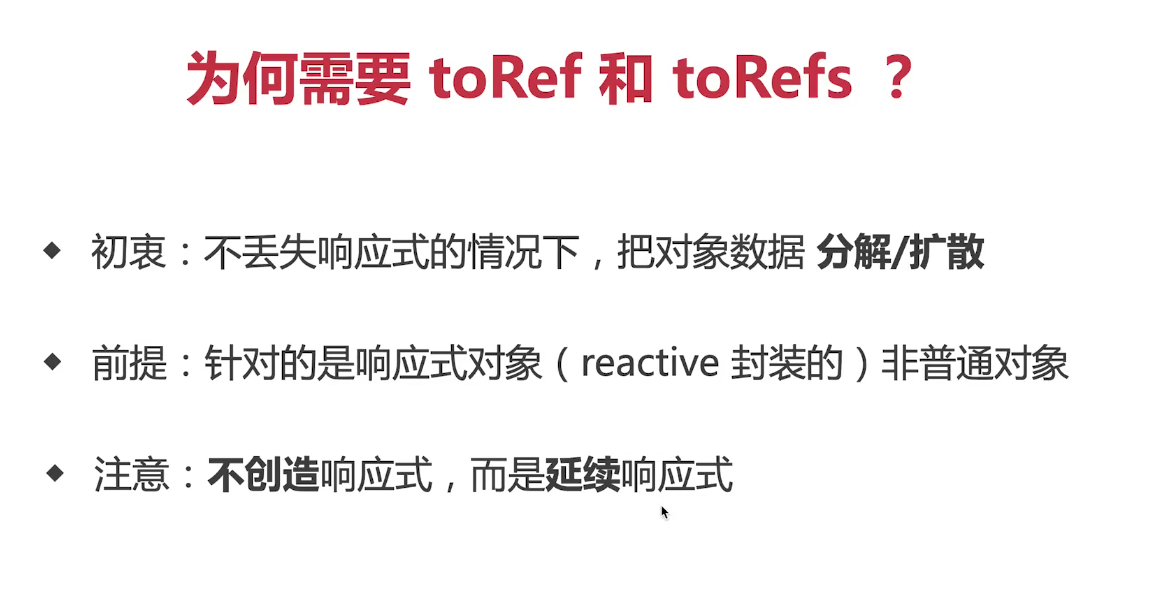 为何需要 toRef 和 toRefs ？
◆ 初衷：不丢失响应式的情况下，把对象数据 分解/扩散
◆ 前提：针对的是响应式对象（reactive 封装的）非普通对象
◆ 注意：不创造响应式，而是延续响应式